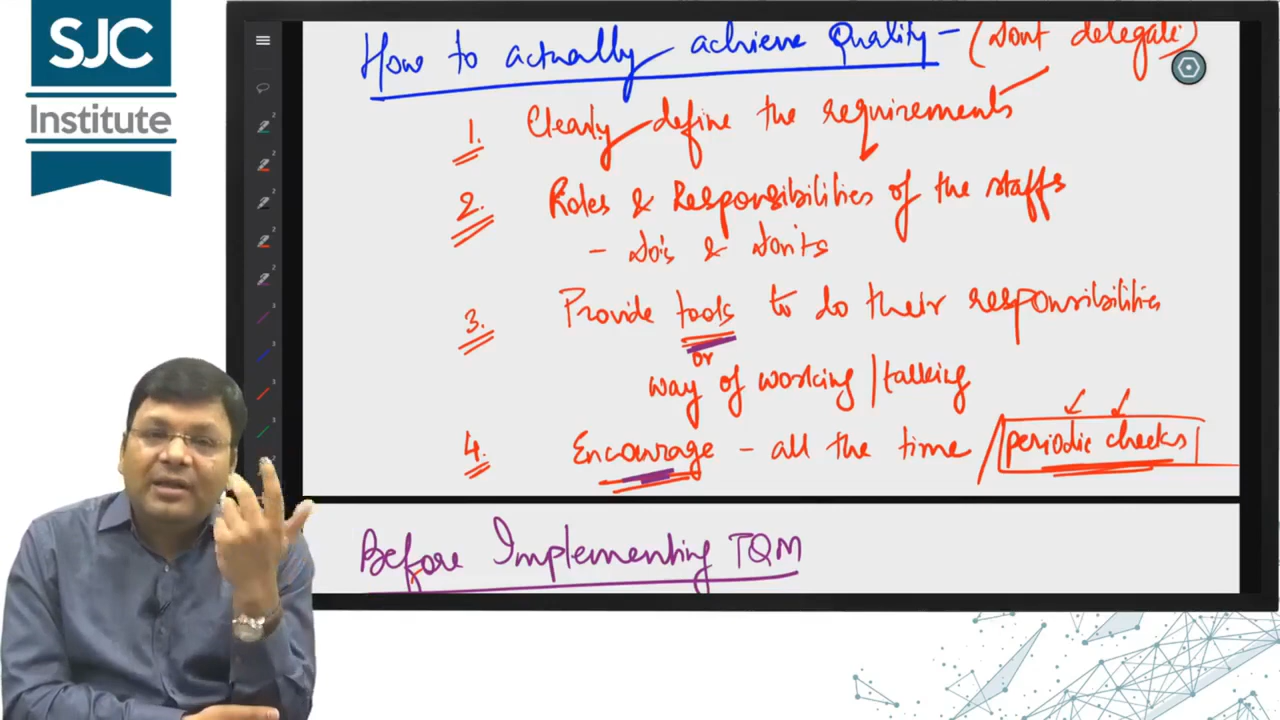 SJC
Institute
How to actually achieve Quality - (Dont delegate)
1. Clearly define the requirements
2. Roles & Responsibilities of the staffs
- Do's & Don'ts
3. Provide tools to do their responsibilities
or
way of working / talking
4. Encourage - all the time / periodic checks
Before Implementing TQM